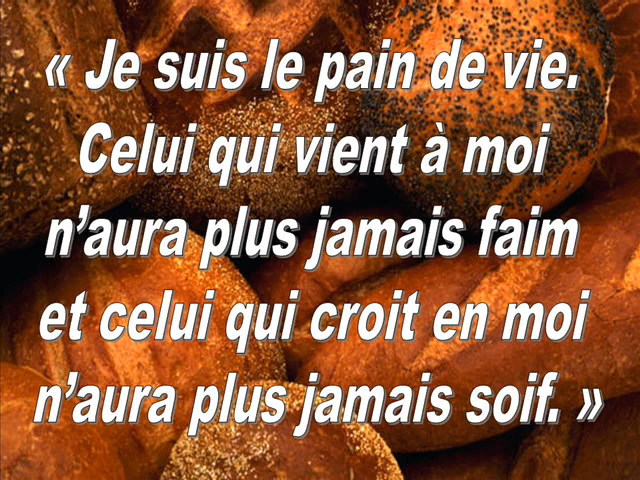 « Je suis le pain de vie.
Celui qui vient à moi
n’aura plus jamais faim
et celui qui croit en moi
n’aura plus jamais soif. »